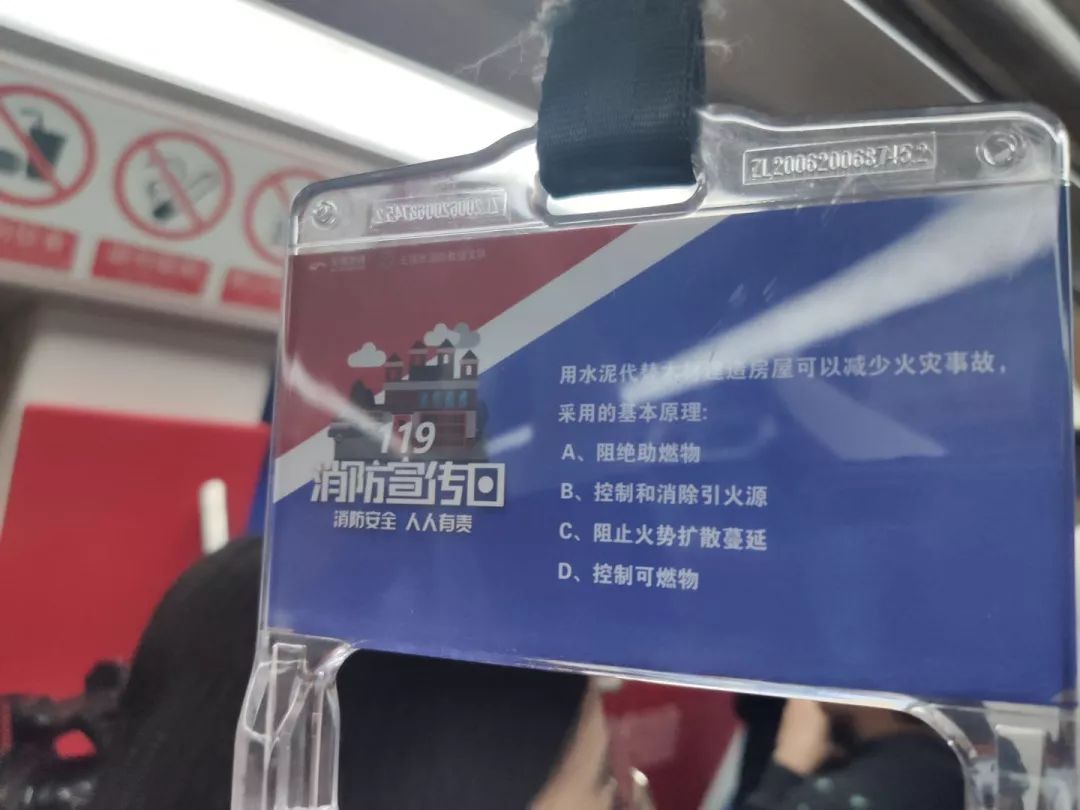 ZL200620068745.2
ZL200620068745.2
用水泥代替木材建造房屋可以减少火灾事故，
采用的基本原理:
A、阻绝助燃物
B、控制和消除引火源
C、阻止火势扩散蔓延
D、控制可燃物
119
消防宣传日
消防安全 人人有责